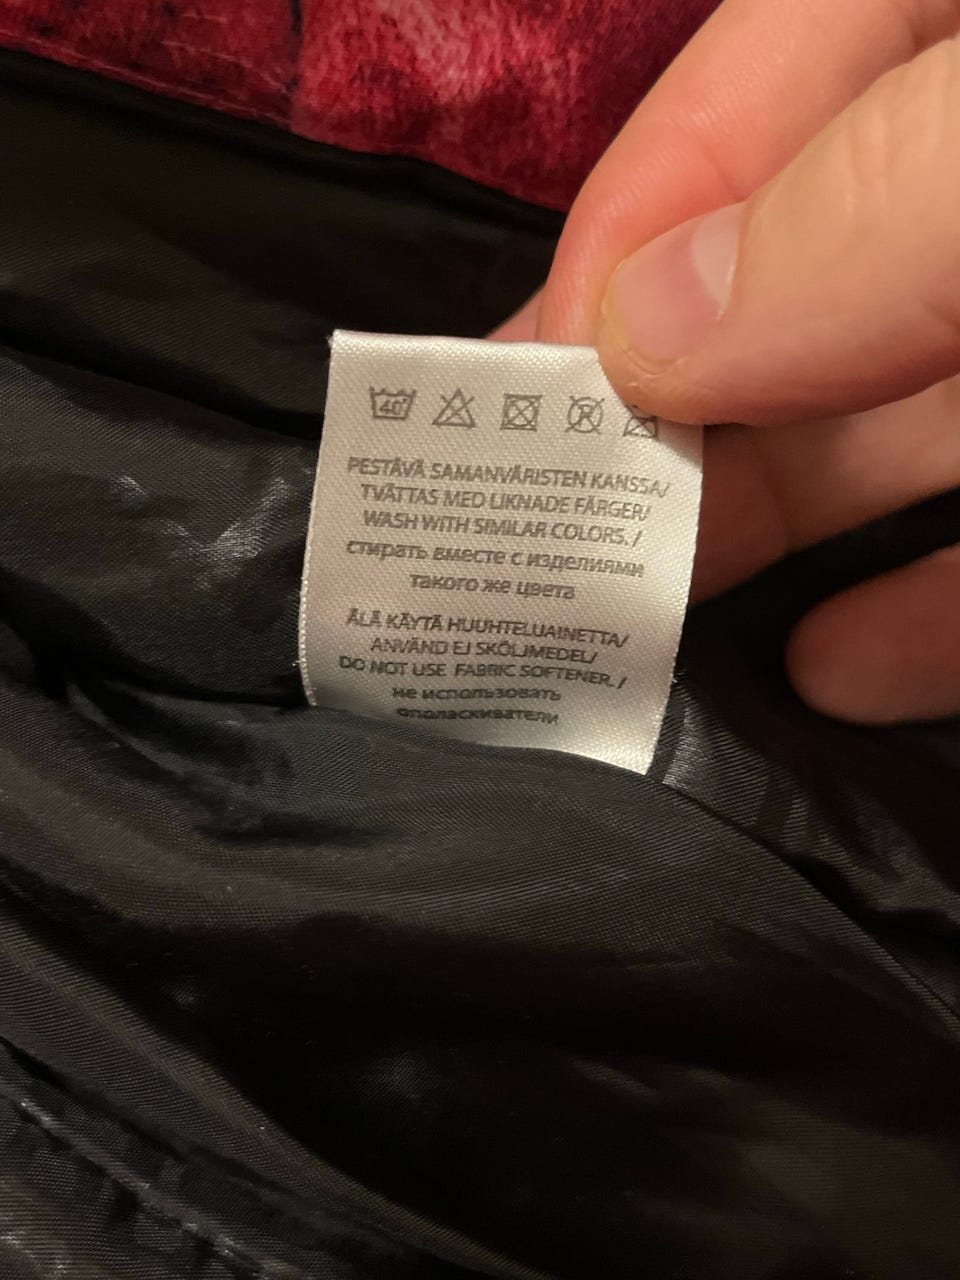 40°
P
PESTÄVÄ SAMANVÄRISTEN KANSSA/
TVÄTTAS MED LIKNADE FÄRGER/
WASH WITH SIMILAR COLORS. /
стирать вместе с изделиями
такого же цвета
ÄLÄ KÄYTÄ HUUHTELUAINETTA/
ANVÄND EJ SKÖLJMEDEL/
DO NOT USE FABRIC SOFTENER. /
не использовать
ополаскиватели